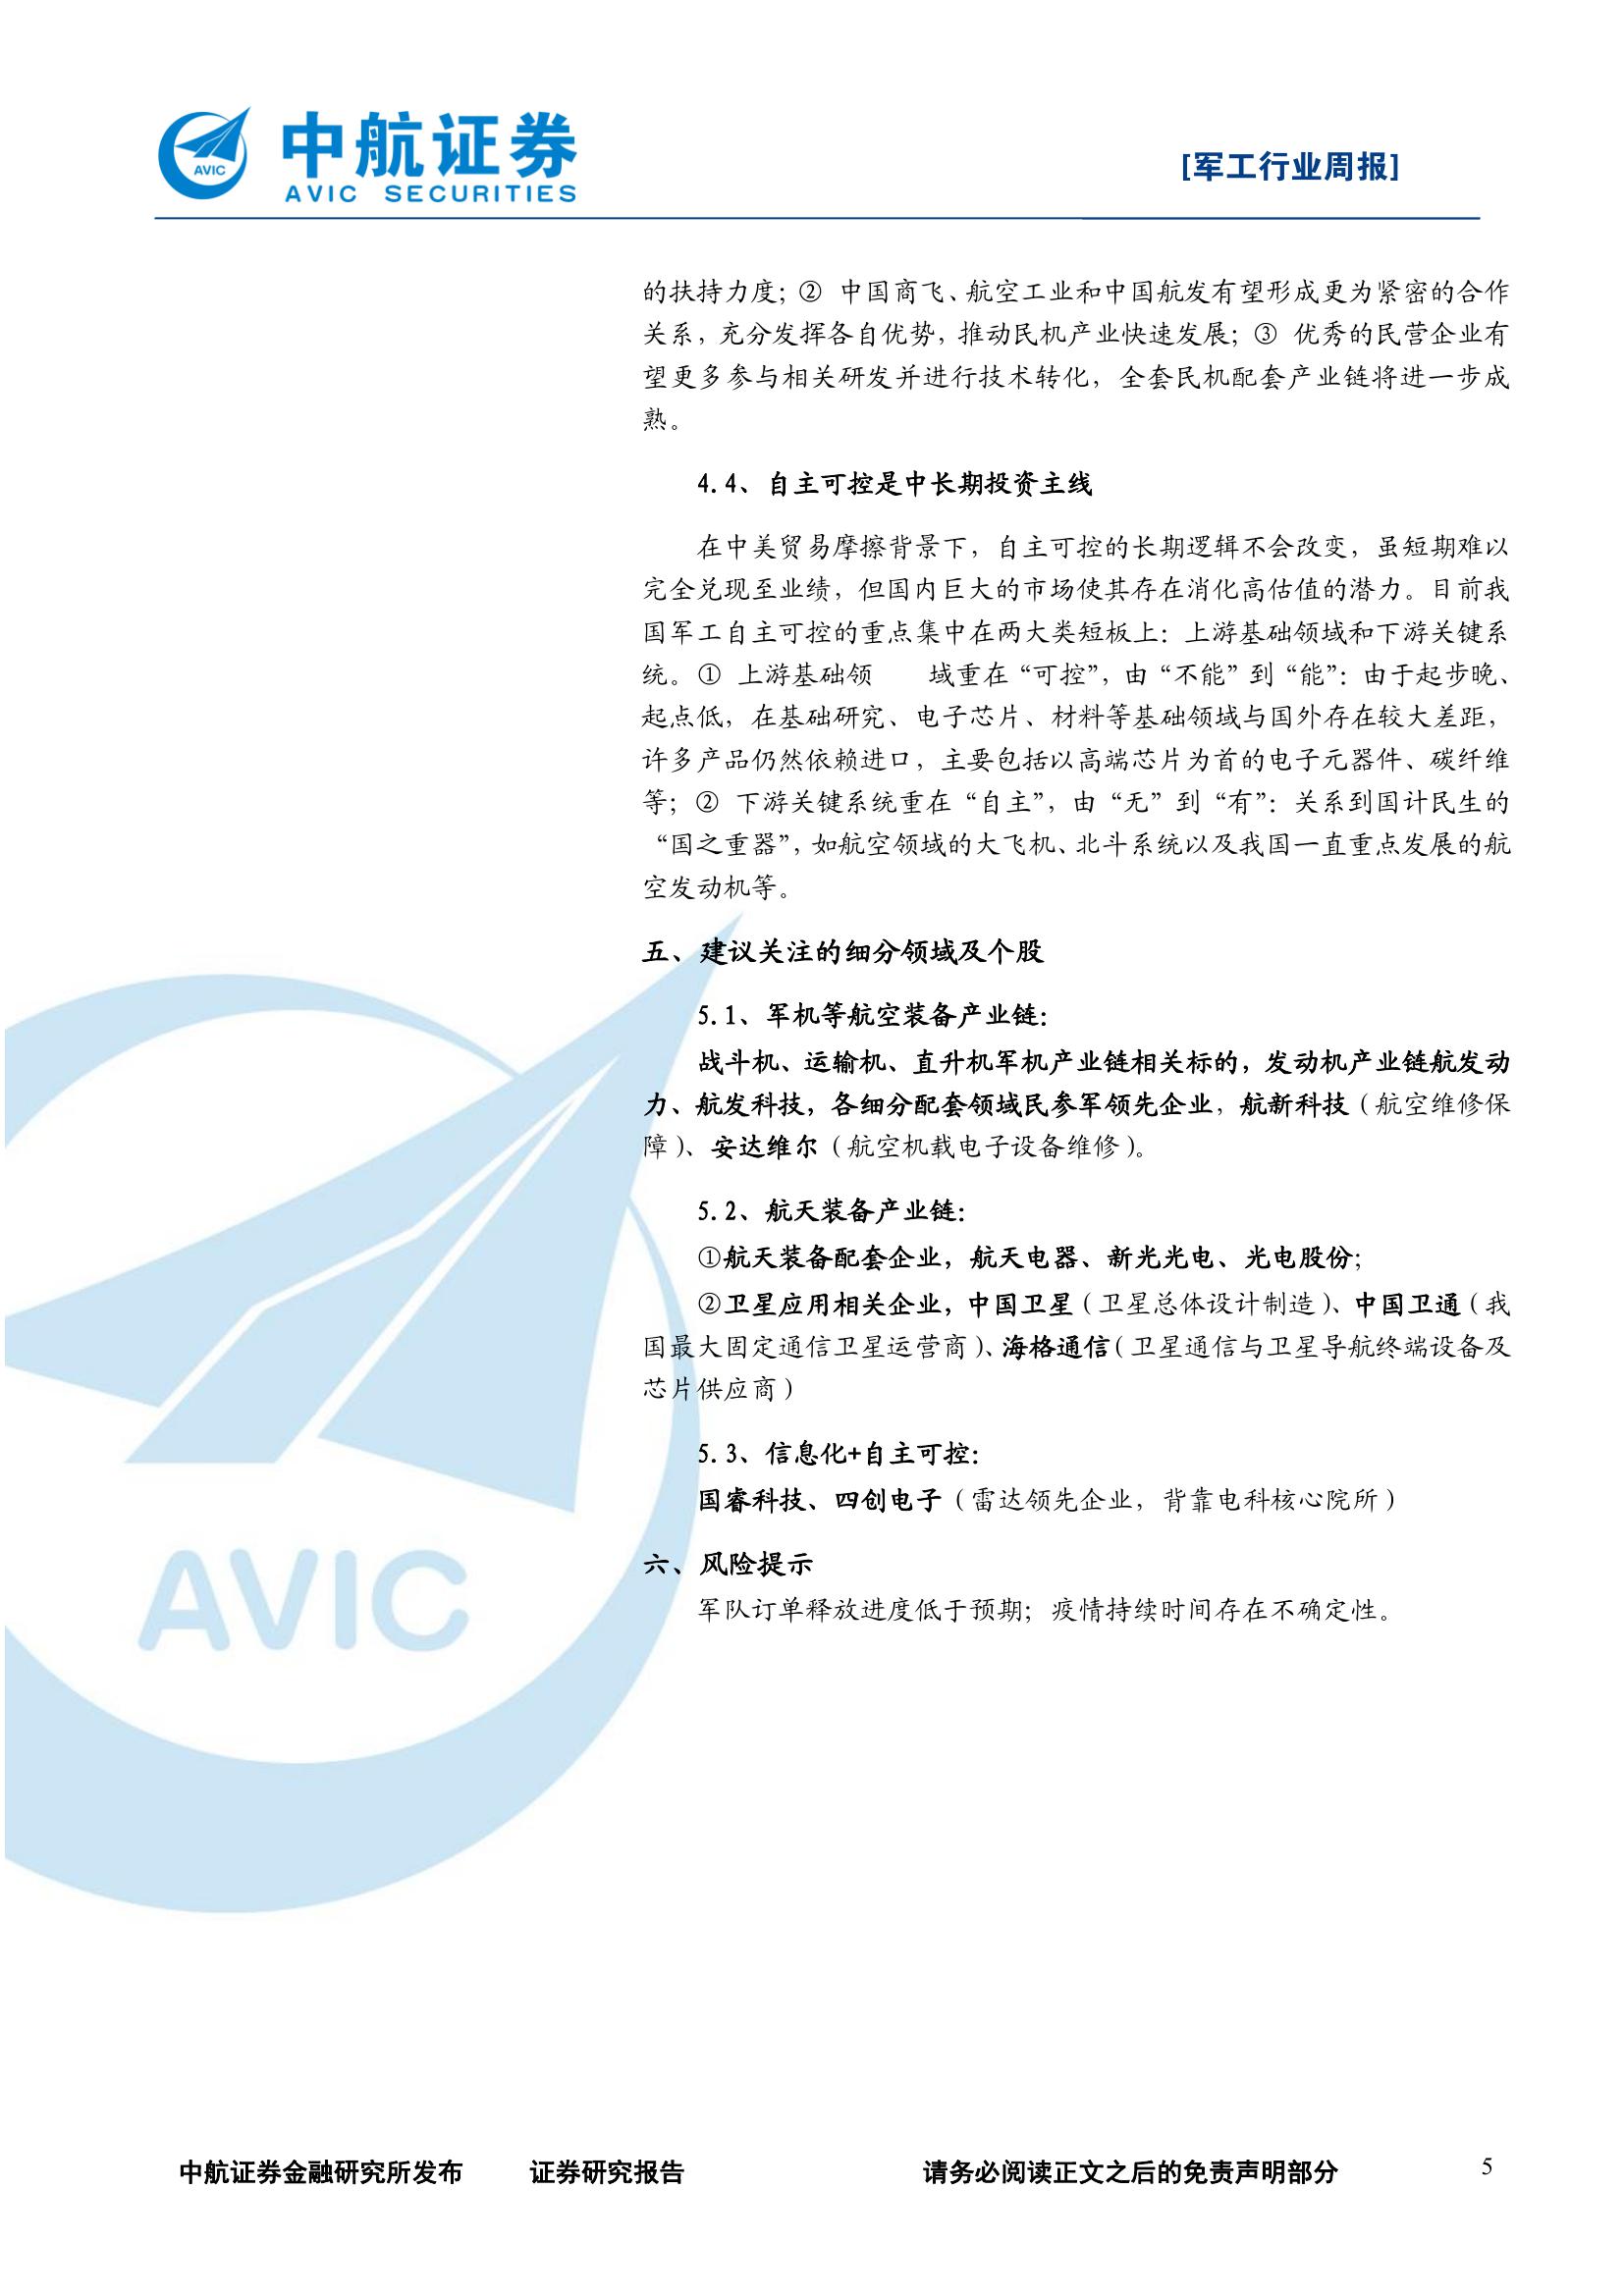 AVIC
中航证券
AVIC SECURITIES
[军工行业周报]
的扶持力度；② 中国商飞、航空工业和中国航发有望形成更为紧密的合作
关系，充分发挥各自优势，推动民机产业快速发展；③ 优秀的民营企业有
望更多参与相关研发并进行技术转化，全套民机配套产业链将进一步成
熟。
4.4、自主可控是中长期投资主线
在中美贸易摩擦背景下，自主可控的长期逻辑不会改变，虽短期难以
完全兑现至业绩，但国内巨大的市场使其存在消化高估值的潜力。目前我
国军工自主可控的重点集中在两大类短板上：上游基础领域和下游关键系
统。① 上游基础领 域重在“可控”，由“不能”到“能”：由于起步晚、
起点低，在基础研究、电子芯片、材料等基础领域与国外存在较大差距，
许多产品仍然依赖进口，主要包括以高端芯片为首的电子元器件、碳纤维
等；② 下游关键系统重在“自主”，由“无”到“有”：关系到国计民生的
“国之重器”，如航空领域的大飞机、北斗系统以及我国一直重点发展的航
空发动机等。
五、建议关注的细分领域及个股
5.1、军机等航空装备产业链：
战斗机、运输机、直升机军机产业链相关标的，发动机产业链航发动
力、航发科技，各细分配套领域民参军领先企业，航新科技（航空维修保
障）、安达维尔（航空机载电子设备维修）。
5.2、航天装备产业链：
①航天装备配套企业，航天电器、新光光电、光电股份；
②卫星应用相关企业，中国卫星（卫星总体设计制造）、中国卫通（我
国最大固定通信卫星运营商）、海格通信（卫星通信与卫星导航终端设备及
芯片供应商）
5.3、信息化+自主可控：
国睿科技、四创电子（雷达领先企业，背靠电科核心院所）
六、风险提示
军队订单释放进度低于预期；疫情持续时间存在不确定性。
AVIC
中航证券金融研究所发布 证券研究报告 请务必阅读正文之后的免责声明部分 5